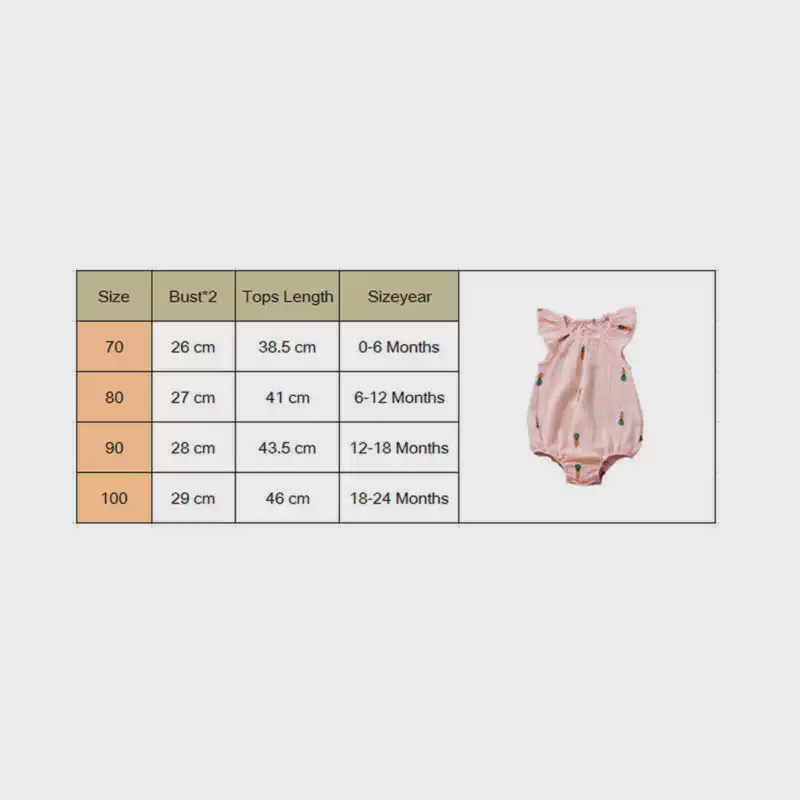 Size Bust*2 Tops Length Sizeyear
70 26 cm 38.5 cm 0-6 Months
80 27 cm 41 cm 6-12 Months
90 28 cm 43.5 cm 12-18 Months
100 29 cm 46 cm 18-24 Months